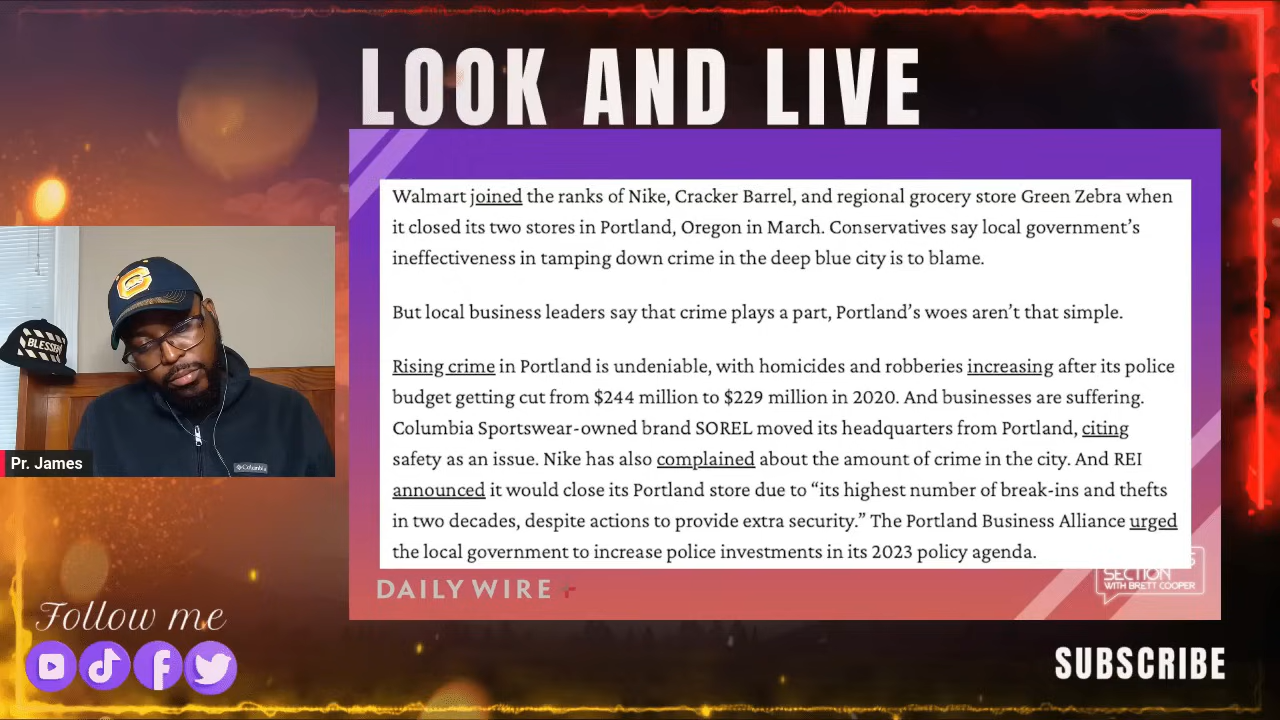 LOOK AND LIVE
Walmart joined the ranks of Nike, Cracker Barrel, and regional grocery store Green Zebra when
it closed its two stores in Portland, Oregon in March. Conservatives say local government’s
ineffectiveness in tamping down crime in the deep blue city is to blame.
But local business leaders say that crime plays a part, Portland’s woes aren’t that simple.
Rising crime in Portland is undeniable, with homicides and robberies increasing after its police
budget getting cut from $244 million to $229 million in 2020. And businesses are suffering.
Columbia Sportswear-owned brand SOREL moved its headquarters from Portland, citing
safety as an issue. Nike has also complained about the amount of crime in the city. And REI
announced it would close its Portland store due to “its highest number of break-ins and thefts
in two decades, despite actions to provide extra security.” The Portland Business Alliance urged
the local government to increase police investments in its 2023 policy agenda.
DAILY WIRE +
SECTION
WITH BRETT COOPER
BLESSED
C
Columbia
Pr. James
Follow me
SUBSCRIBE